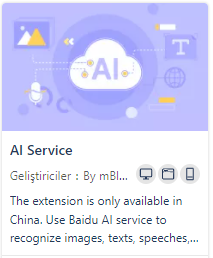 AI
T
AI Service
Geliştiriciler : By mBl...
The extension is only available in
China. Use Baidu AI service to
recognize images, texts, speeches,...